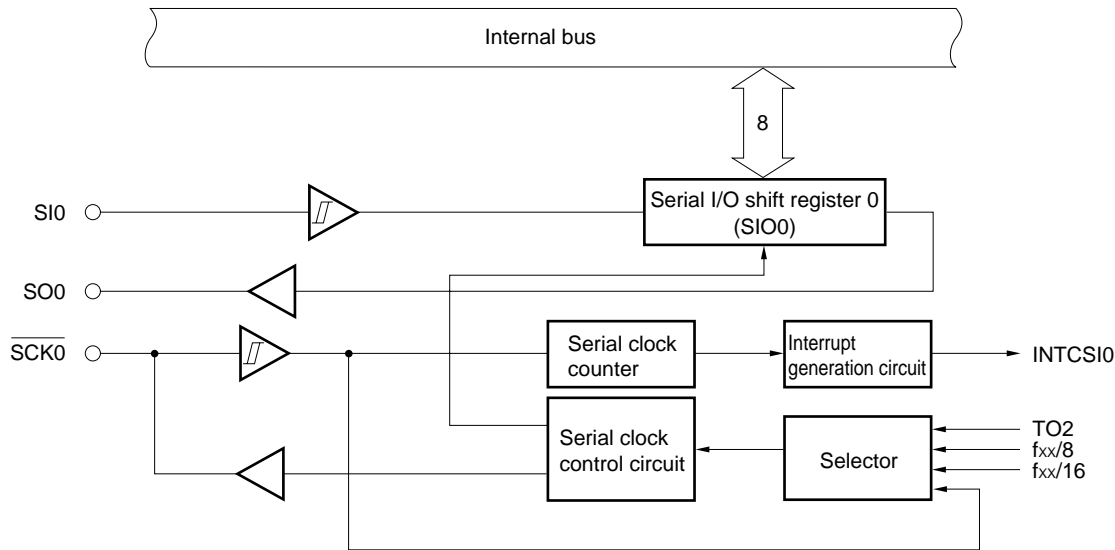 Internal bus
8
SI0
Serial I/O shift register 0
(SIO0)
SO0
SCK0
Serial clock
counter
Interrupt
generation circuit
INTCSI0
Serial clock
control circuit
Selector
TO2
fxx/8
fxx/16